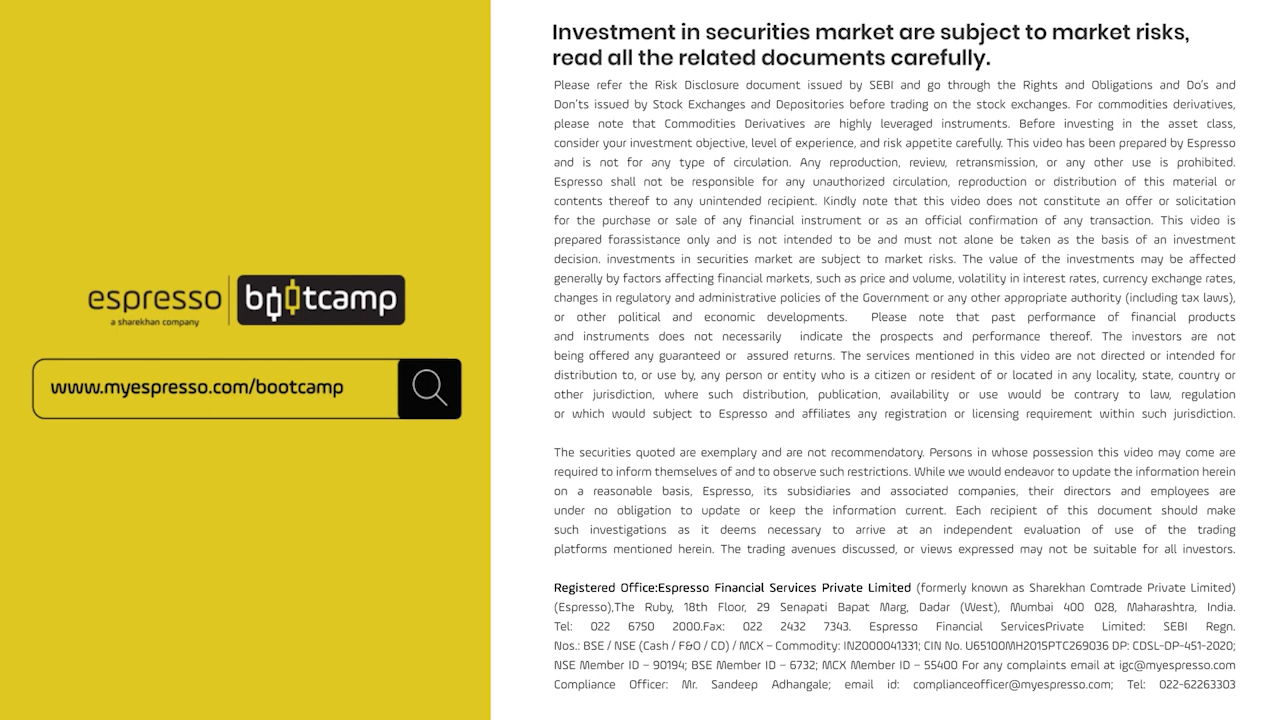 espresso
a sharekhan company
bootcamp
www.myespresso.com/bootcamp
Investment in securities market are subject to market risks,
read all the related documents carefully.
Please refer the Risk Disclosure document issued by SEBI and go through the Rights and Obligations and Do's and
Don'ts issued by Stock Exchanges and Depositories before trading on the stock exchanges. For commodities derivatives,
please note that Commodities Derivatives are highly leveraged instruments. Before investing in the asset class,
consider your investment objective, level of experience, and risk appetite carefully. This video has been prepared by Espresso
and is not for any type of circulation. Any reproduction, review, retransmission, or any other use is prohibited.
Espresso shall not be responsible for any unauthorized circulation, reproduction or distribution of this material or
contents thereof to any unintended recipient. Kindly note that this video does not constitute an offer or solicitation
for the purchase or sale of any financial instrument or as an official confirmation of any transaction. This video is
prepared forassistance only and is not intended to be and must not alone be taken as the basis of an investment
decision. investments in securities market are subject to market risks. The value of the investments may be affected
generally by factors affecting financial markets, such as price and volume, volatility in interest rates, currency exchange rates,
changes in regulatory and administrative policies of the Government or any other appropriate authority (including tax laws),
or other political and economic developments. Please note that past performance of financial products
and instruments does not necessarily indicate the prospects and performance thereof. The investors are not
being offered any guaranteed or assured returns. The services mentioned in this video are not directed or intended for
distribution to, or use by, any person or entity who is a citizen or resident of or located in any locality, state, country or
other jurisdiction, where such distribution, publication, availability or use would be contrary to law, regulation
or which would subject to Espresso and affiliates any registration or licensing requirement within such jurisdiction.
The securities quoted are exemplary and are not recommendatory. Persons in whose possession this video may come are
required to inform themselves of and to observe such restrictions. While we would endeavor to update the information herein
on a reasonable basis, Espresso, its subsidiaries and associated companies, their directors and employees are
under no obligation to update or keep the information current. Each recipient of this document should make
such investigations as it deems necessary to arrive at an independent evaluation of use of the trading
platforms mentioned herein. The trading avenues discussed, or views expressed may not be suitable for all investors.
Registered Office:Espresso Financial Services Private Limited (formerly known as Sharekhan Comtrade Private Limited)
(Espresso),The Ruby, 18th Floor, 29 Senapati Bapat Marg, Dadar (West), Mumbai 400 028, Maharashtra, India.
Tel: 022 6750 2000.Fax: 022 2432 7343. Espresso Financial ServicesPrivate Limited: SEBI Regn.
Nos.: BSE / NSE (Cash / F&O / CD) / MCX – Commodity: INZ000041331; CIN No. U65100MH2015PTC269036 DP: CDSL-DP-451-2020;
NSE Member ID – 90194; BSE Member ID – 6732; MCX Member ID – 55400 For any complaints email at igc@myespresso.com
Compliance Officer: Mr. Sandeep Adhangale; email id: complianceofficer@myespresso.com; Tel: 022-62263303